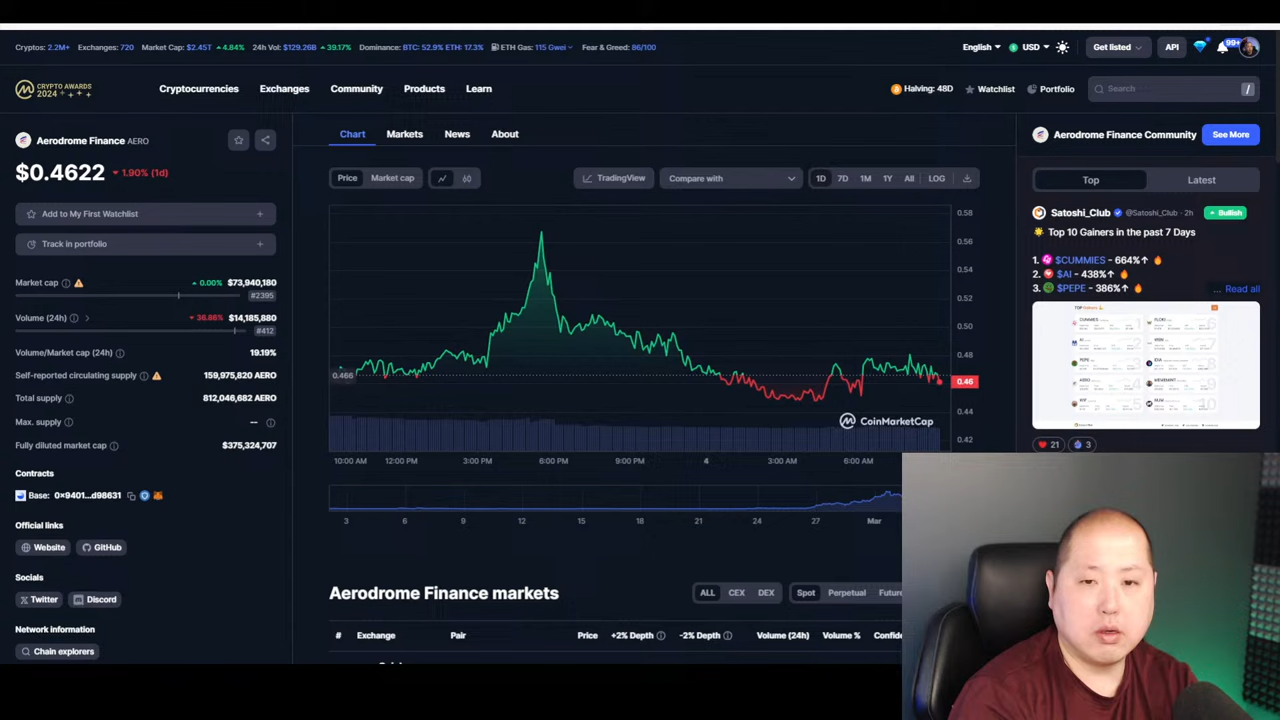 Cryptos: 2.2M+ Exchanges: 720 Market Cap: $2.45T 4.84% 24h Vol: $129.26B 39.17% Dominance: BTC: 52.9% ETH: 17.3% ETH Gas: 115 Gwei Fear & Greed: 86/100
English USD Get listed API 99+
CRYPTO AWARDS
2024
Cryptocurrencies Exchanges Community Products Learn
Halving: 48D Watchlist Portfolio Search /
Aerodrome Finance AERO
$0.4622 1.90% (1d)
Add to My First Watchlist +
Track in portfolio +
Market cap 0.00% $73,940,180
#2395
Volume (24h) 36.86% $14,185,880
#412
Volume/Market cap (24h) 19.19%
Self-reported circulating supply 159,975,820 AERO
Total supply 812,046,682 AERO
Max. supply --
Fully diluted market cap $375,324,707
Contracts
Base: 0x9401...d98631
Official links
Website GitHub
Socials
Twitter Discord
Network information
Chain explorers
Chart Markets News About
Price Market cap TradingView Compare with 1D 7D 1M 1Y All LOG
0.58
0.56
0.54
0.52
0.50
0.48
0.466
0.46
0.44
0.42
CoinMarketCap
10:00 AM 12:00 PM 3:00 PM 6:00 PM 9:00 PM 4 3:00 AM 6:00 AM
3 6 9 12 15 18 21 24 27 Mar
Aerodrome Finance markets
ALL CEX DEX Spot Perpetual
# Exchange Pair Price +2% Depth -2% Depth Volume (24h) Volume %
Aerodrome Finance Community See More
Top Latest
Satoshi_Club @Satoshi_Club · 2h Bullish
Top 10 Gainers in the past 7 Days
1. $CUMMIES - 664%↑
2. $AI - 438%↑
3. $PEPE - 386%↑ ... Read all
21 3